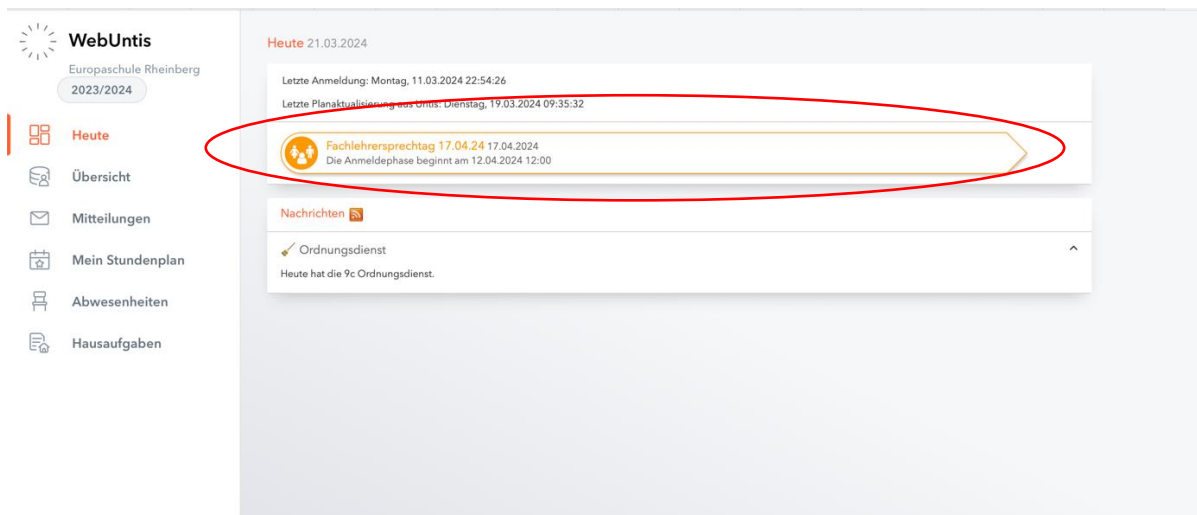 WebUntis
Europaschule Rheinberg
2023/2024
Heute
Übersicht
Mitteilungen
Mein Stundenplan
Abwesenheiten
Hausaufgaben
Heute 21.03.2024
Letzte Anmeldung: Montag, 11.03.2024 22:54:26
Letzte Planaktualisierung aus Untis: Dienstag, 19.03.2024 09:35:32
Fachlehrersprechtag 17.04.24 17.04.2024
Die Anmeldephase beginnt am 12.04.2024 12:00
Nachrichten
Ordnungsdienst
Heute hat die 9c Ordnungsdienst.